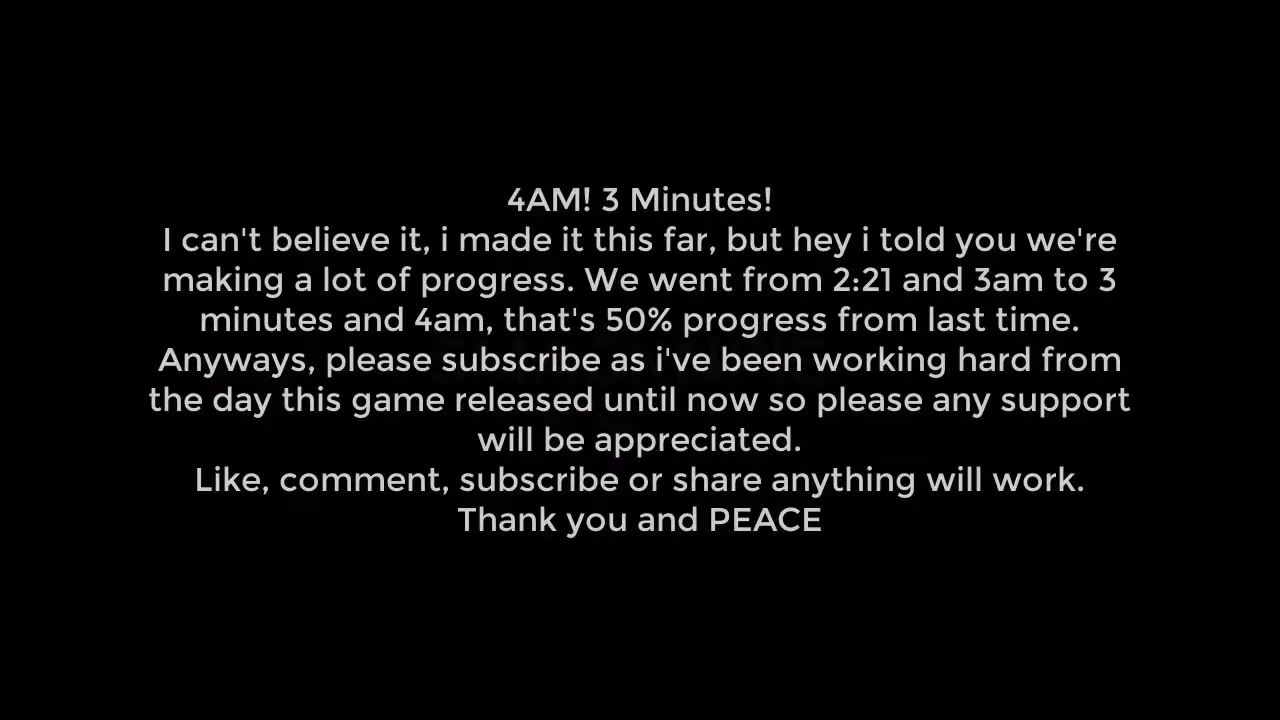 4AM! 3 Minutes!
I can't believe it, i made it this far, but hey i told you we're
making a lot of progress. We went from 2:21 and 3am to 3
minutes and 4am, that's 50% progress from last time.
Anyways, please subscribe as i've been working hard from
the day this game released until now so please any support
will be appreciated.
Like, comment, subscribe or share anything will work.
Thank you and PEACE